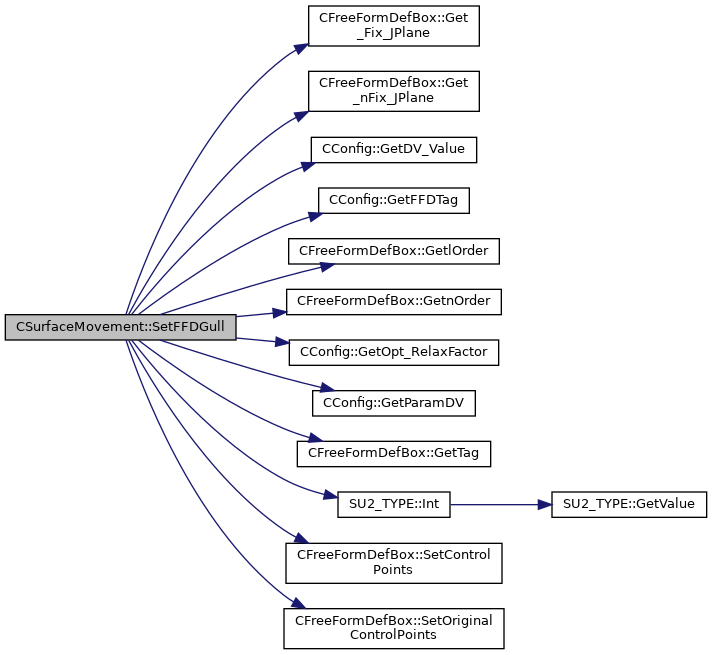 CFreeFormDefBox::Get
_Fix_JPlane
CFreeFormDefBox::Get
_nFix_JPlane
CConfig::GetDV_Value
CConfig::GetFFDTag
CFreeFormDefBox::GetlOrder
CFreeFormDefBox::GetnOrder
CSurfaceMovement::SetFFDGull
CConfig::GetOpt_RelaxFactor
CConfig::GetParamDV
CFreeFormDefBox::GetTag
SU2_TYPE::Int
SU2_TYPE::GetValue
CFreeFormDefBox::SetControl
Points
CFreeFormDefBox::SetOriginal
ControlPoints